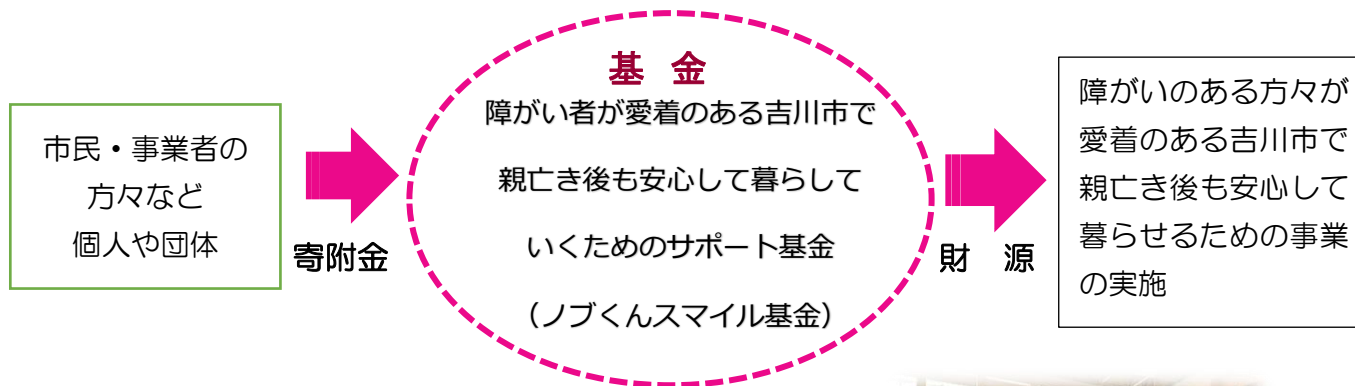 市民・事業者の
方々など
個人や団体
寄附金
基 金
障がい者が愛着のある吉川市で
親亡き後も安心して暮らして
いくためのサポート基金
（ノブくんスマイル基金）
財 源
障がいのある方々が
愛着のある吉川市で
親亡き後も安心して
暮らせるための事業
の実施